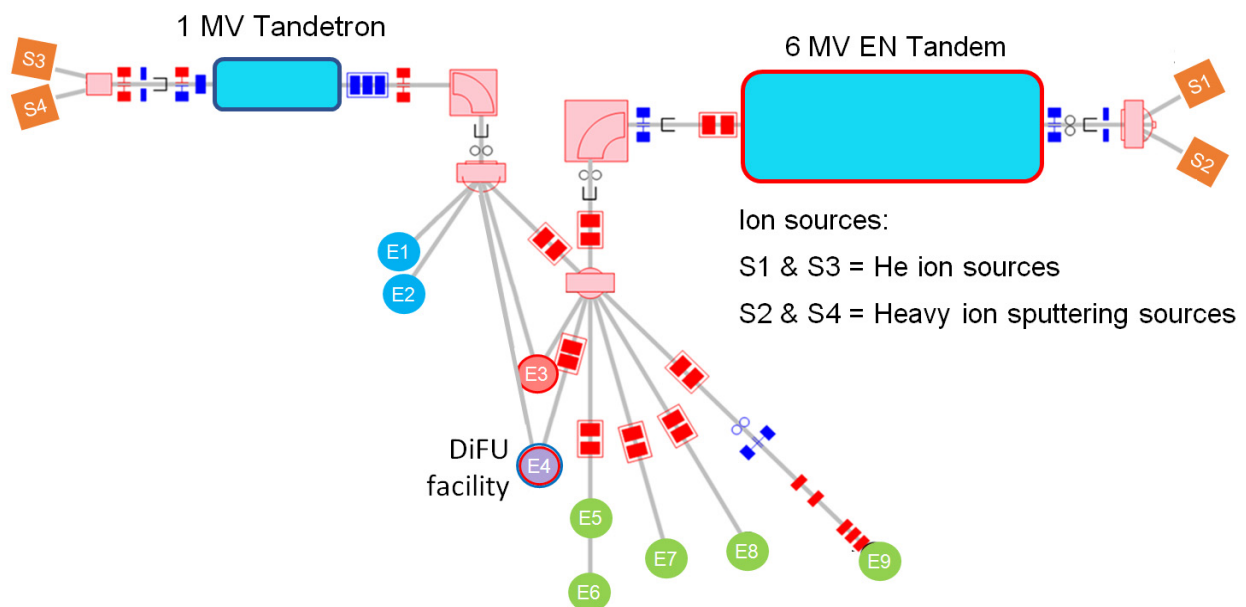 1 MV Tandetron
6 MV EN Tandem
S3
S4
S1
S2
Ion sources:
S1 & S3 = He ion sources
S2 & S4 = Heavy ion sputtering sources
E1
E2
E3
DiFU
facility
E4
E5
E6
E7
E8
E9